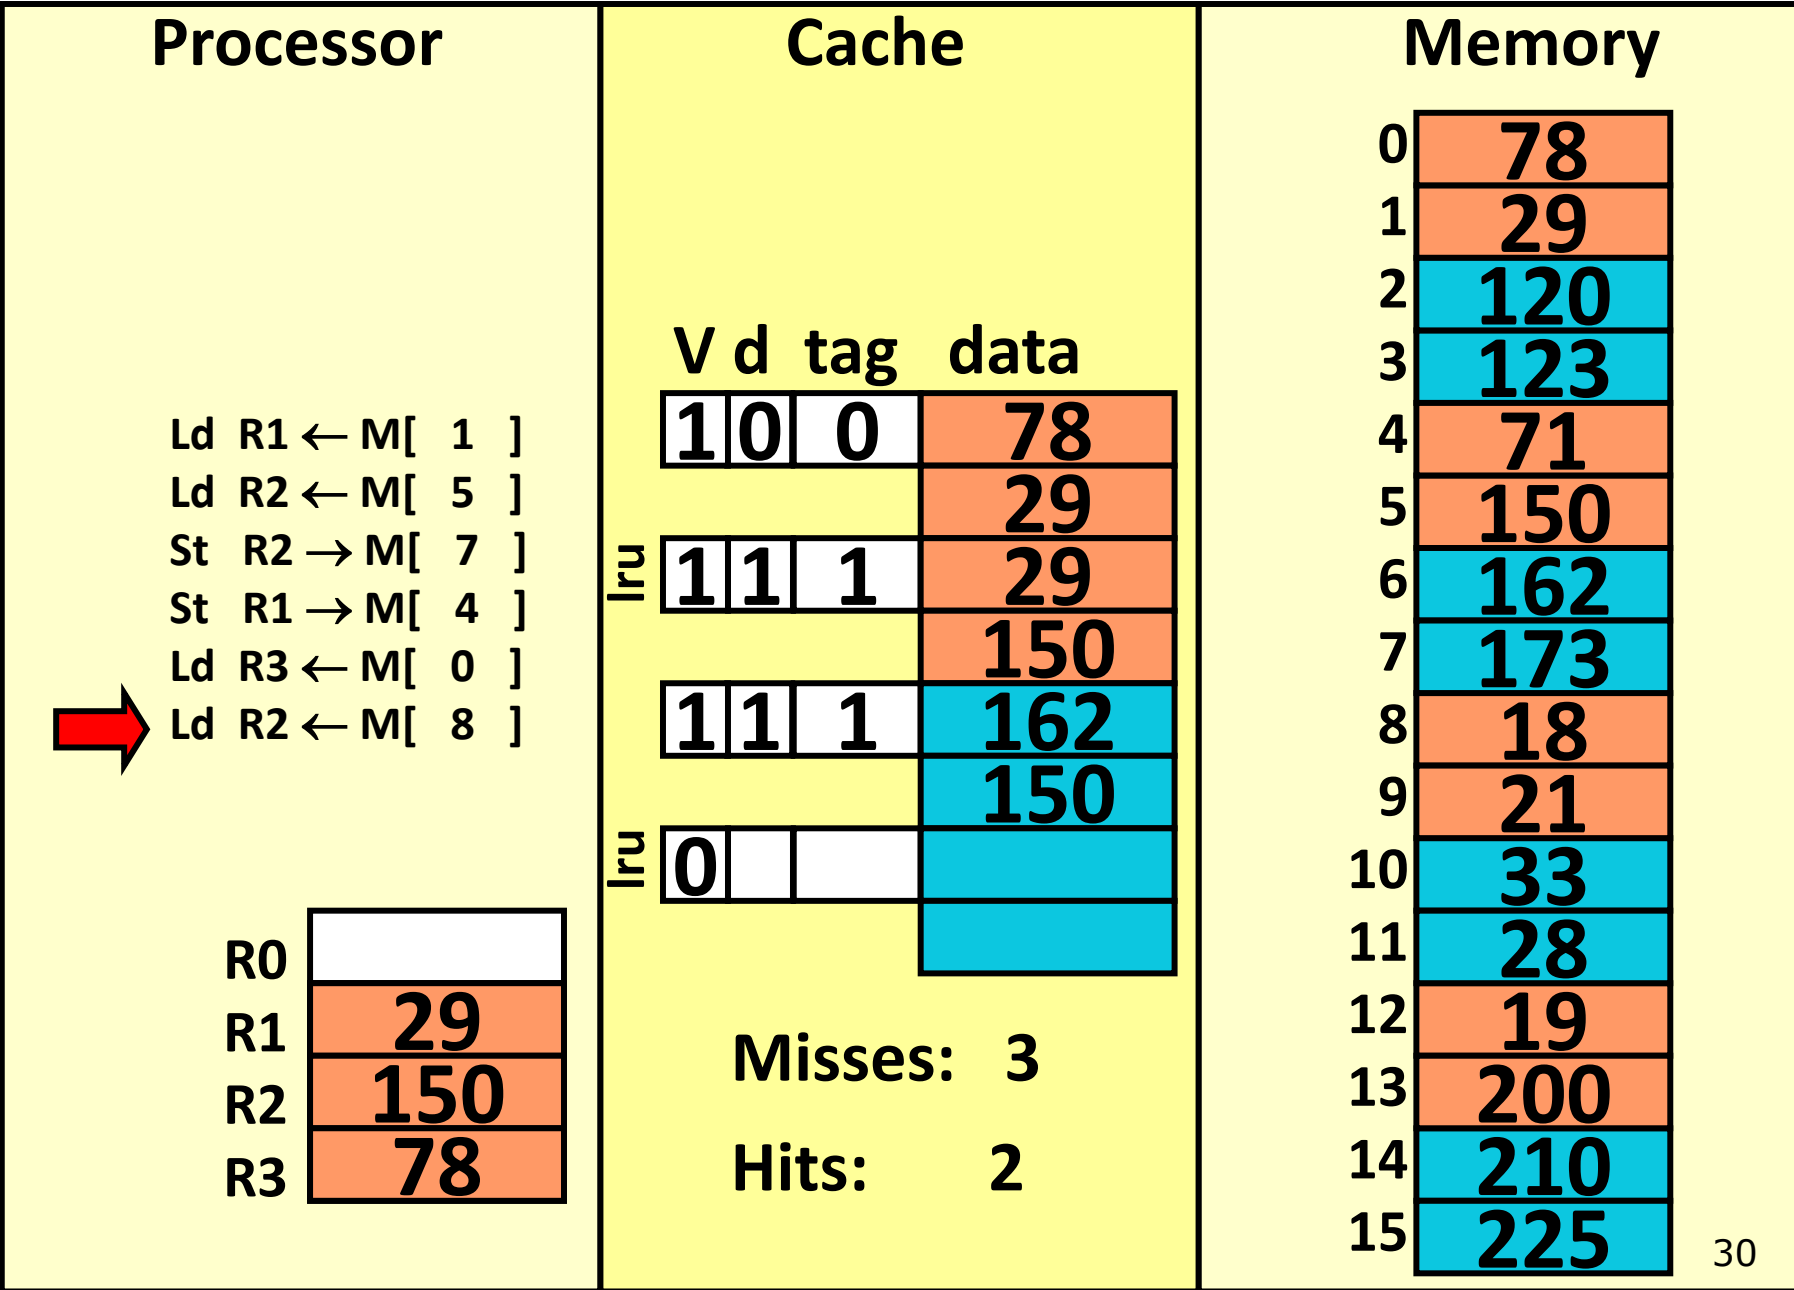 Processor
Ld R1 ← M[ 1 ]
Ld R2 ← M[ 5 ]
St R2 → M[ 7 ]
St R1 → M[ 4 ]
Ld R3 ← M[ 0 ]
Ld R2 ← M[ 8 ]
R0
R1 29
R2 150
R3 78
Cache
V d tag data
1 0 0 78
29
lru 1 1 1 29
150
1 1 1 162
150
lru 0
Misses: 3
Hits: 2
Memory
0 78
1 29
2 120
3 123
4 71
5 150
6 162
7 173
8 18
9 21
10 33
11 28
12 19
13 200
14 210
15 225
30